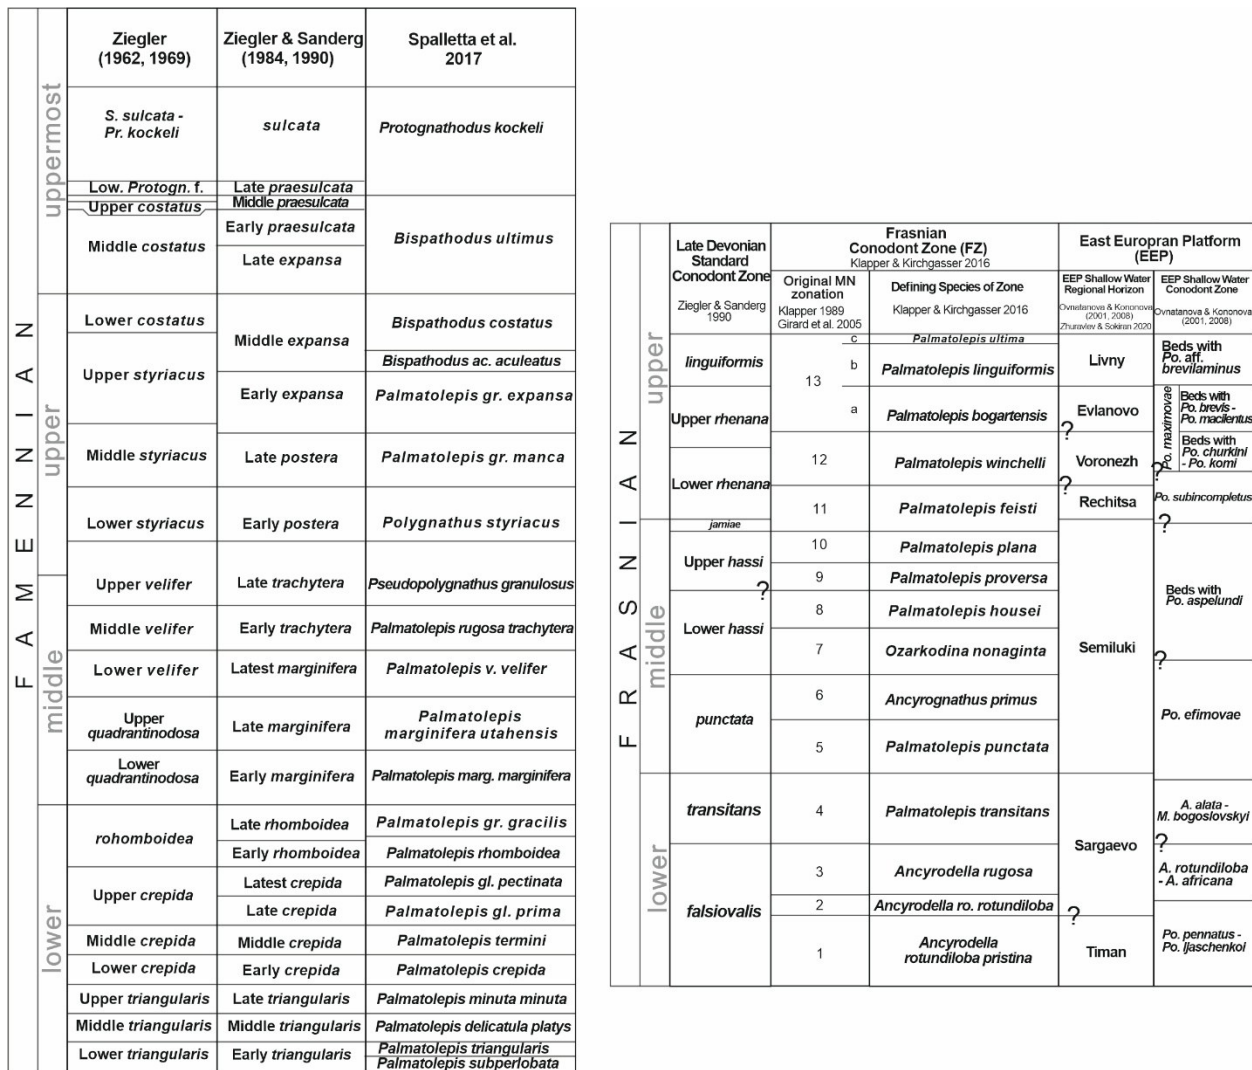 FAMENNIAN
uppermost
upper
middle
lower
Ziegler
(1962, 1969)
S. sulcata -
Pr. kockeli
Low. Protogn. f.
Upper costatus
Middle costatus
Lower costatus
Upper styriacus
Middle styriacus
Lower styriacus
Upper velifer
Middle velifer
Lower velifer
Upper
quadrantinodosa
Lower
quadrantinodosa
rohomboidea
Upper crepida
Middle crepida
Lower crepida
Upper triangularis
Middle triangularis
Lower triangularis
Ziegler & Sanderg
(1984, 1990)
sulcata
Late praesulcata
Middle praesulcata
Early praesulcata
Late expansa
Middle expansa
Early expansa
Late postera
Early postera
Late trachytera
Early trachytera
Latest marginifera
Late marginifera
Early marginifera
Late rhomboidea
Early rhomboidea
Latest crepida
Late crepida
Middle crepida
Early crepida
Late triangularis
Middle triangularis
Early triangularis
Spalletta et al.
2017
Protognathodus kockeli
Bispathodus ultimus
Bispathodus costatus
Bispathodus ac. aculeatus
Palmatolepis gr. expansa
Palmatolepis gr. manca
Polygnathus styriacus
Pseudopolygnathus granulosus
Palmatolepis rugosa trachytera
Palmatolepis v. velifer
Palmatolepis
marginifera utahensis
Palmatolepis marg. marginifera
Palmatolepis gr. gracilis
Palmatolepis rhomboidea
Palmatolepis gl. pectinata
Palmatolepis gl. prima
Palmatolepis termini
Palmatolepis crepida
Palmatolepis minuta minuta
Palmatolepis delicatula platys
Palmatolepis triangularis
Palmatolepis subperlobata
FRASNIAN
upper
middle
lower
Late Devonian
Standard
Conodont Zone
Ziegler & Sanderg
1990
linguiformis
Upper rhenana
Lower rhenana
jamiae
Upper hassi
?
Lower hassi
punctata
transitans
falsiovalis
Frasnian
Conodont Zone (FZ)
Klapper & Kirchgasser 2016
Original MN
zonation
Klapper 1989
Girard et al. 2005
13
c
b
a
12
11
10
9
8
7
6
5
4
3
2
1
Defining Species of Zone
Klapper & Kirchgasser 2016
Palmatolepis ultima
Palmatolepis linguiformis
Palmatolepis bogartensis
Palmatolepis winchelli
Palmatolepis feisti
Palmatolepis plana
Palmatolepis proversa
Palmatolepis housei
Ozarkodina nonaginta
Ancyrognathus primus
Palmatolepis punctata
Palmatolepis transitans
Ancyrodella rugosa
Ancyrodella ro. rotundiloba
Ancyrodella
rotundiloba pristina
East Europran Platform
(EEP)
EEP Shallow Water
Regional Horizon
Ovnatanova & Kononova
(2001, 2008)
Zhuravlev & Sokiran 2020
Livny
Evlanovo
?
Voronezh
?
Rechitsa
Semiluki
Sargaevo
?
Timan
EEP Shallow Water
Conodont Zone
Ovnatanova & Kononova
(2001, 2008)
Beds with
Po. aff.
brevilaminus
Po. maximovae
Beds with
Po. brevis -
Po. macilentus
Beds with
Po. churkini
- Po. komi
?
Po. subincompletus
?
Beds with
Po. aspelundi
?
Po. efimovae
A. alata -
M. bogoslovskyi
?
A. rotundiloba
- A. africana
Po. pennatus -
Po. ljaschenkoi